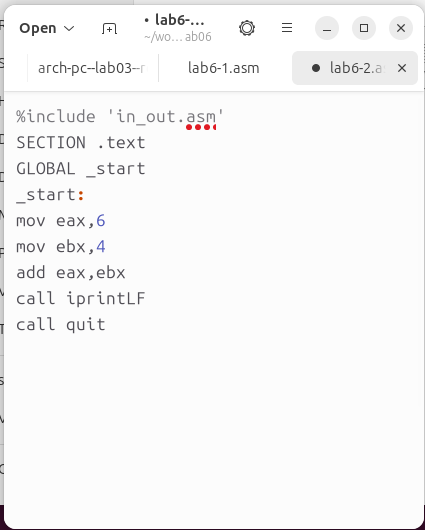 Open
• lab6-...
~/wo... ab06
arch-pc--lab03--r
lab6-1.asm
lab6-2.a
%include 'in_out.asm'
SECTION .text
GLOBAL _start
_start:
mov eax,6
mov ebx,4
add eax,ebx
call iprintLF
call quit